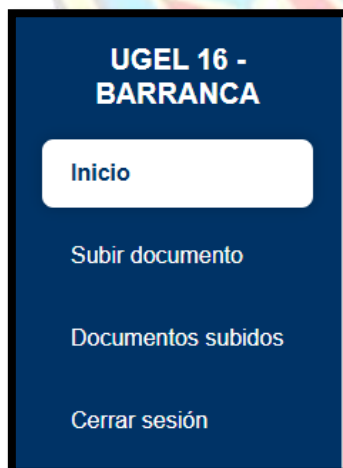 UGEL 16 -
BARRANCA
Inicio
Subir documento
Documentos subidos
Cerrar sesión